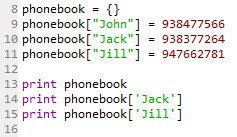 8 phonebook = {}
9 phonebook["John"] = 938477566
10 phonebook["Jack"] = 938377264
11 phonebook["Jill"] = 947662781
12
13 print phonebook
14 print phonebook['Jack']
15 print phonebook['Jill']
16